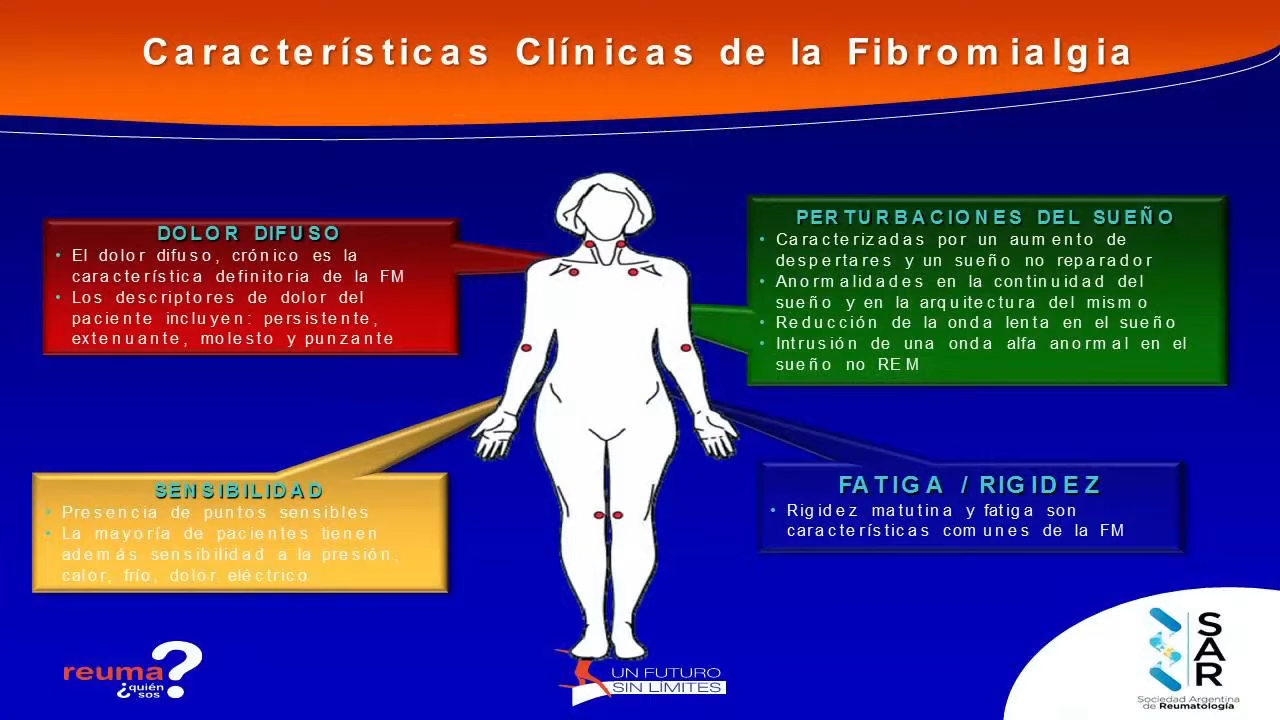 Características Clínicas de la Fibromialgia
DOLOR DIFUSO
• El dolor difuso, crónico es la
característica definitoria de la FM
• Los descriptores de dolor del
paciente incluyen: persistente,
extenuante, molesto y punzante
PERTURBACIONES DEL SUEÑO
• Caracterizadas por un aumento de
despertares y un sueño no reparador
• Anormalidades en la continuidad del
sueño y en la arquitectura del mismo
• Reducción de la onda lenta en el sueño
• Intrusión de una onda alfa anormal en el
sueño no REM
SENSIBILIDAD
• Presencia de puntos sensibles
• La mayoría de pacientes tienen
además sensibilidad a la presión,
calor, frío, dolor eléctrico
FATIGA / RIGIDEZ
• Rigidez matutina y fatiga son
características comunes de la FM
reuma?
¿quién
sos
UN FUTURO
SIN LÍMITES
SAR
Sociedad Argentina
de Reumatología